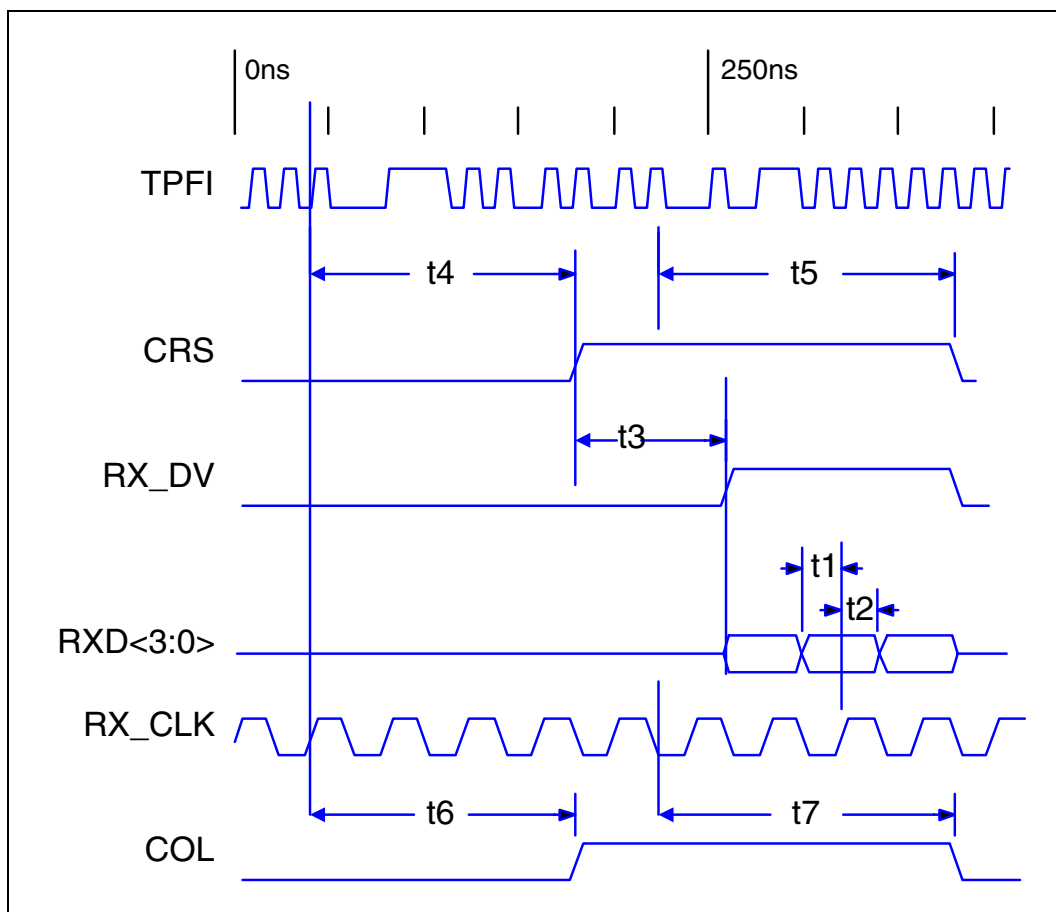 0ns
250ns
TPFI
t4
t5
CRS
t3
RX_DV
t1
t2
RXD<3:0>
RX_CLK
t6
t7
COL